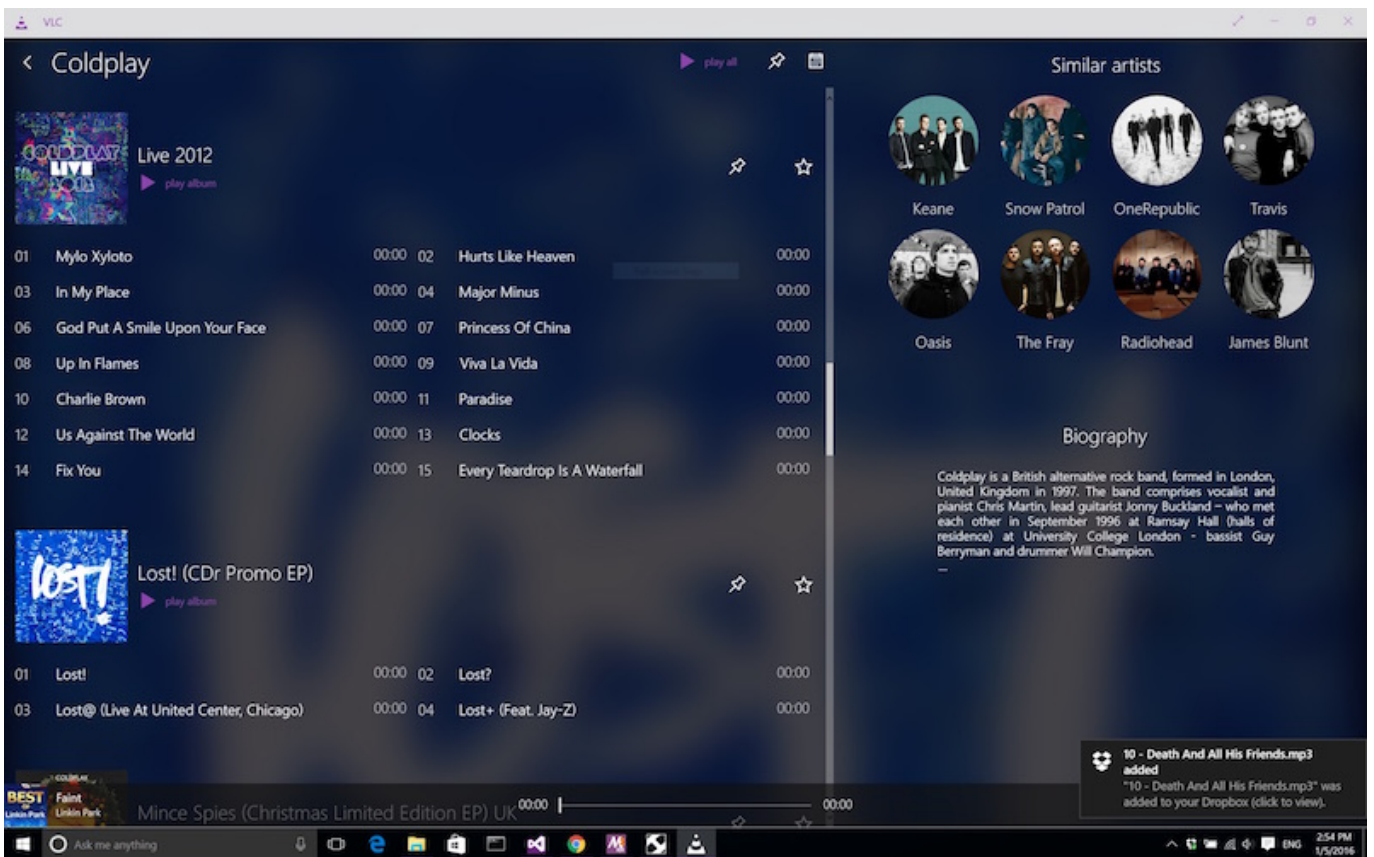 VLC
Coldplay
play all
COLDPLAY
LIVE
2012
Live 2012
play album
01 Mylo Xyloto 00:00 02 Hurts Like Heaven 00:00
03 In My Place 00:00 04 Major Minus 00:00
06 God Put A Smile Upon Your Face 00:00 07 Princess Of China 00:00
08 Up In Flames 00:00 09 Viva La Vida 00:00
10 Charlie Brown 00:00 11 Paradise 00:00
12 Us Against The World 00:00 13 Clocks 00:00
14 Fix You 00:00 15 Every Teardrop Is A Waterfall 00:00
LOST!
Lost! (CDr Promo EP)
play album
01 Lost! 00:00 02 Lost? 00:00
03 Lost@ (Live At United Center, Chicago) 00:00 04 Lost+ (Feat. Jay-Z) 00:00
COLDPLAY
Mince Spies (Christmas Limited Edition EP) UK
Similar artists
Keane Snow Patrol OneRepublic Travis
Oasis The Fray Radiohead James Blunt
Biography
Coldplay is a British alternative rock band, formed in London,
United Kingdom in 1997. The band comprises vocalist and
pianist Chris Martin, lead guitarist Jonny Buckland – who met
each other in September 1996 at Ramsay Hall (halls of
residence) at University College London - bassist Guy
Berryman and drummer Will Champion.
...
10 - Death And All His Friends.mp3
added
"10 - Death And All His Friends.mp3" was
added to your Dropbox (click to view).
BEST
Linkin Park
Faint
Linkin Park
00:00 00:00
Ask me anything
ENG
2:54 PM
1/5/2016